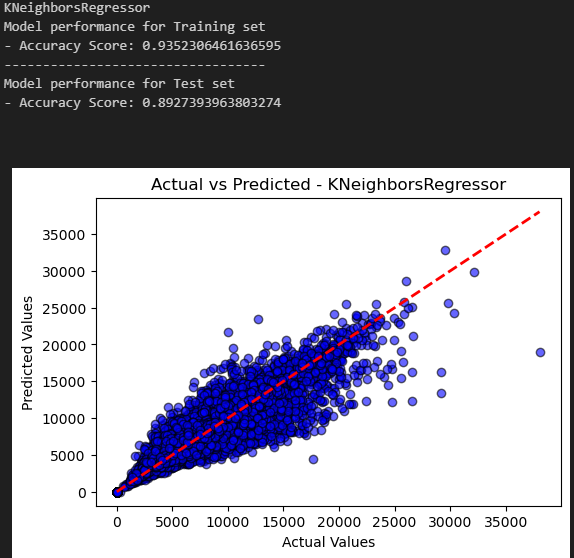 KNeighborsRegressor
Model performance for Training set
- Accuracy Score: 0.9352306461636595
---------------------------------
Model performance for Test set
- Accuracy Score: 0.8927393963803274
Actual vs Predicted - KNeighborsRegressor
35000
30000
25000
20000
15000
10000
5000
0
Predicted Values
0 5000 10000 15000 20000 25000 30000 35000
Actual Values